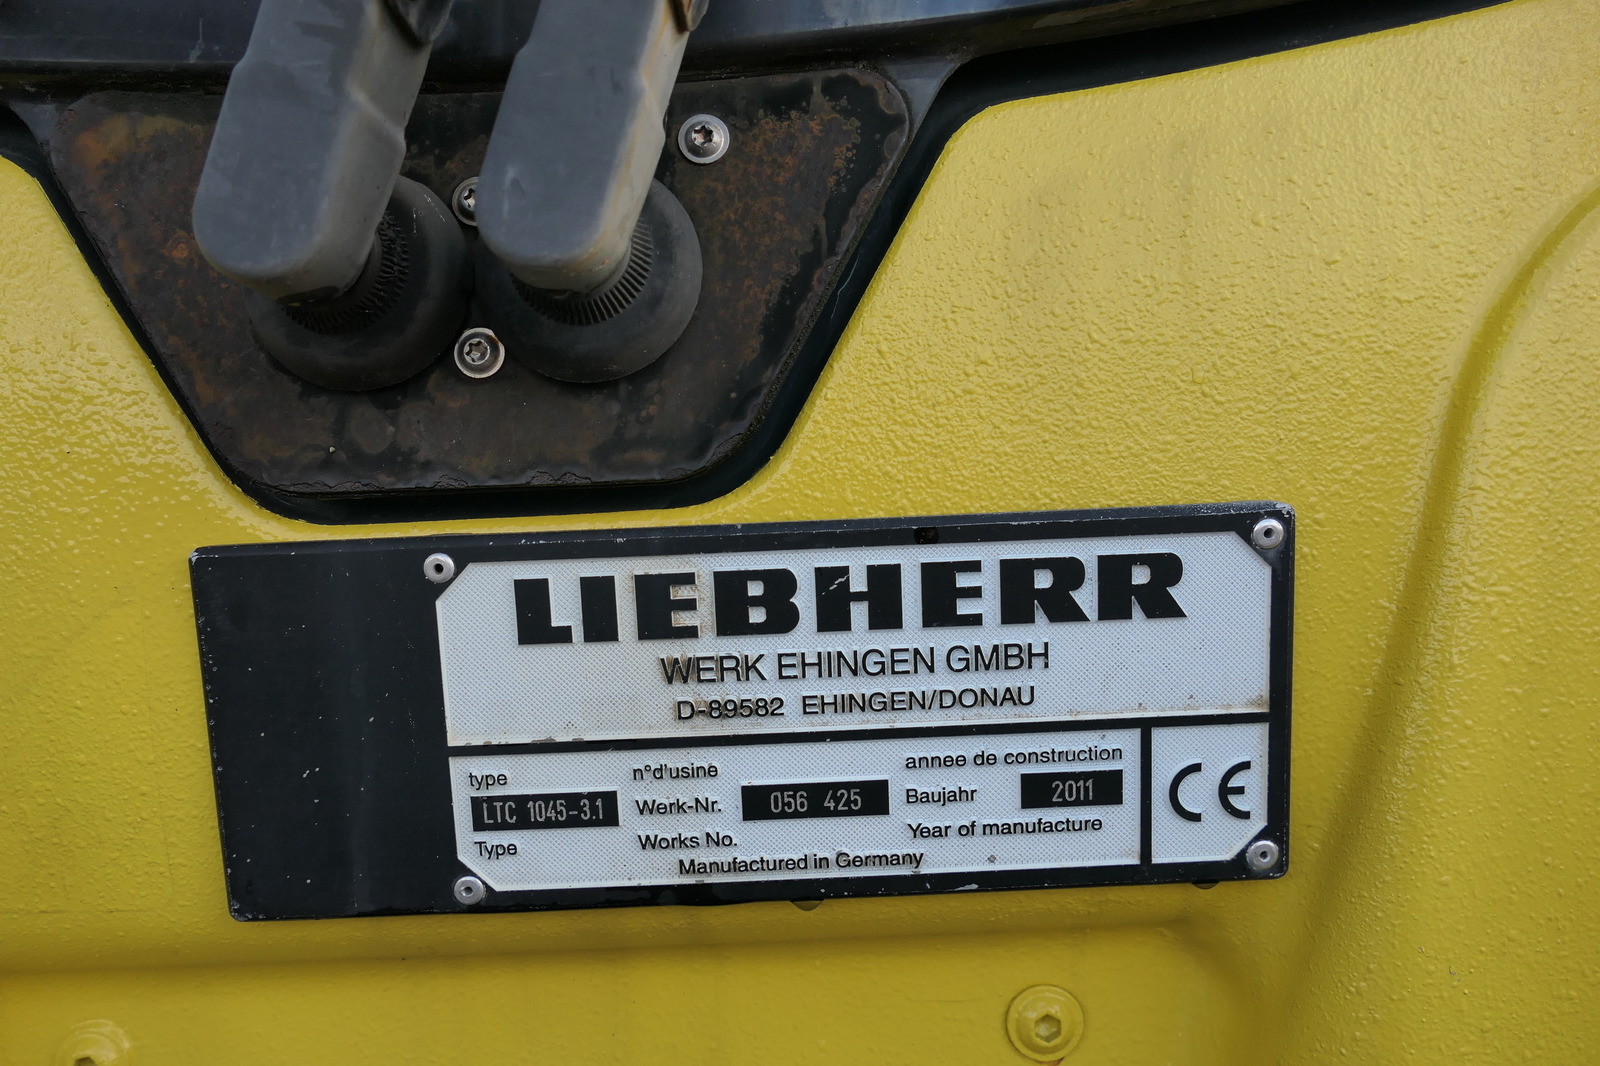 LIEBHERR
WERK EHINGEN GMBH
D-89582 EHINGEN/DONAU
type
LTC 1045-3.1
Type
n°d'usine
Werk-Nr. 056 425
Works No.
annee de construction
Baujahr 2011
Year of manufacture
Manufactured in Germany
CE